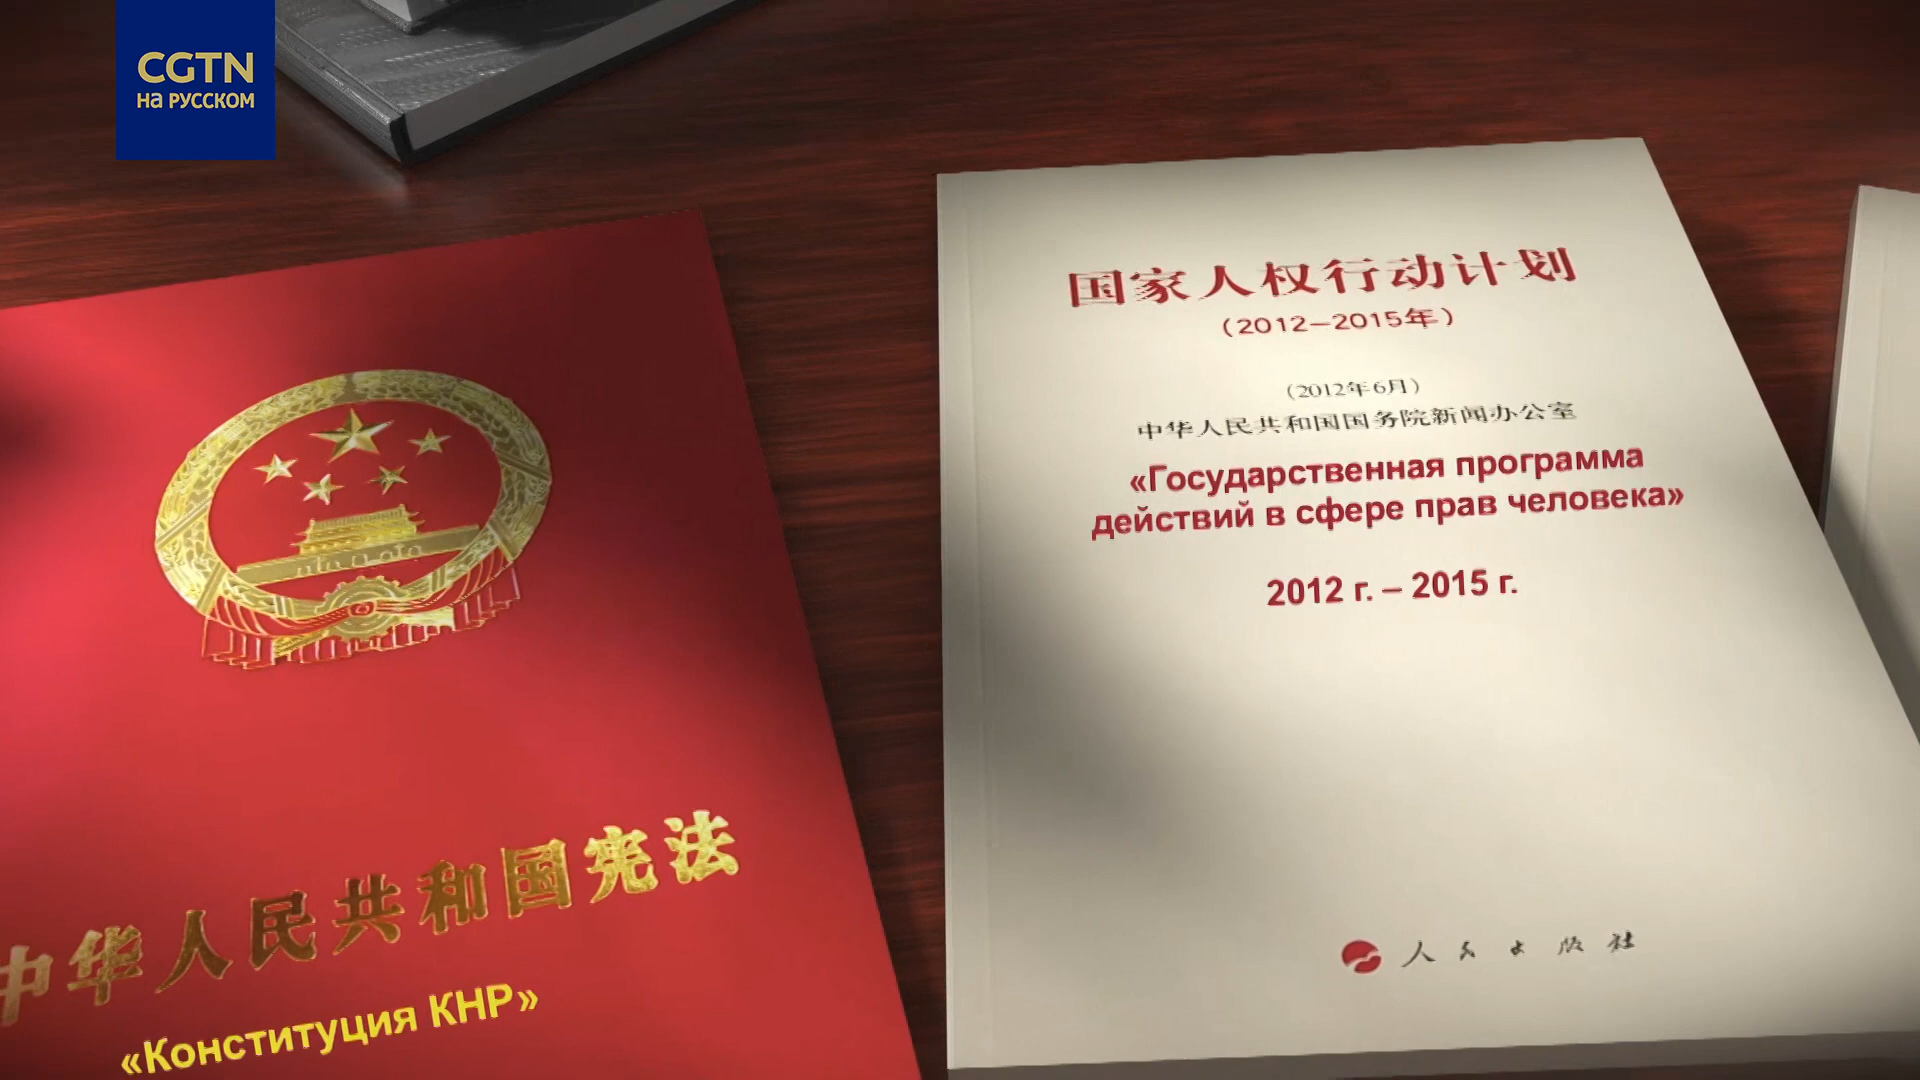 CGTN
на русском
国家人权行动计划
(2012—2015年)
(2012年6月)
中华人民共和国国务院新闻办公室
«Государственная программа
действий в сфере прав человека»
2012 г. – 2015 г.
人民出版社
中华人民共和国宪法
«Конституция КНР»